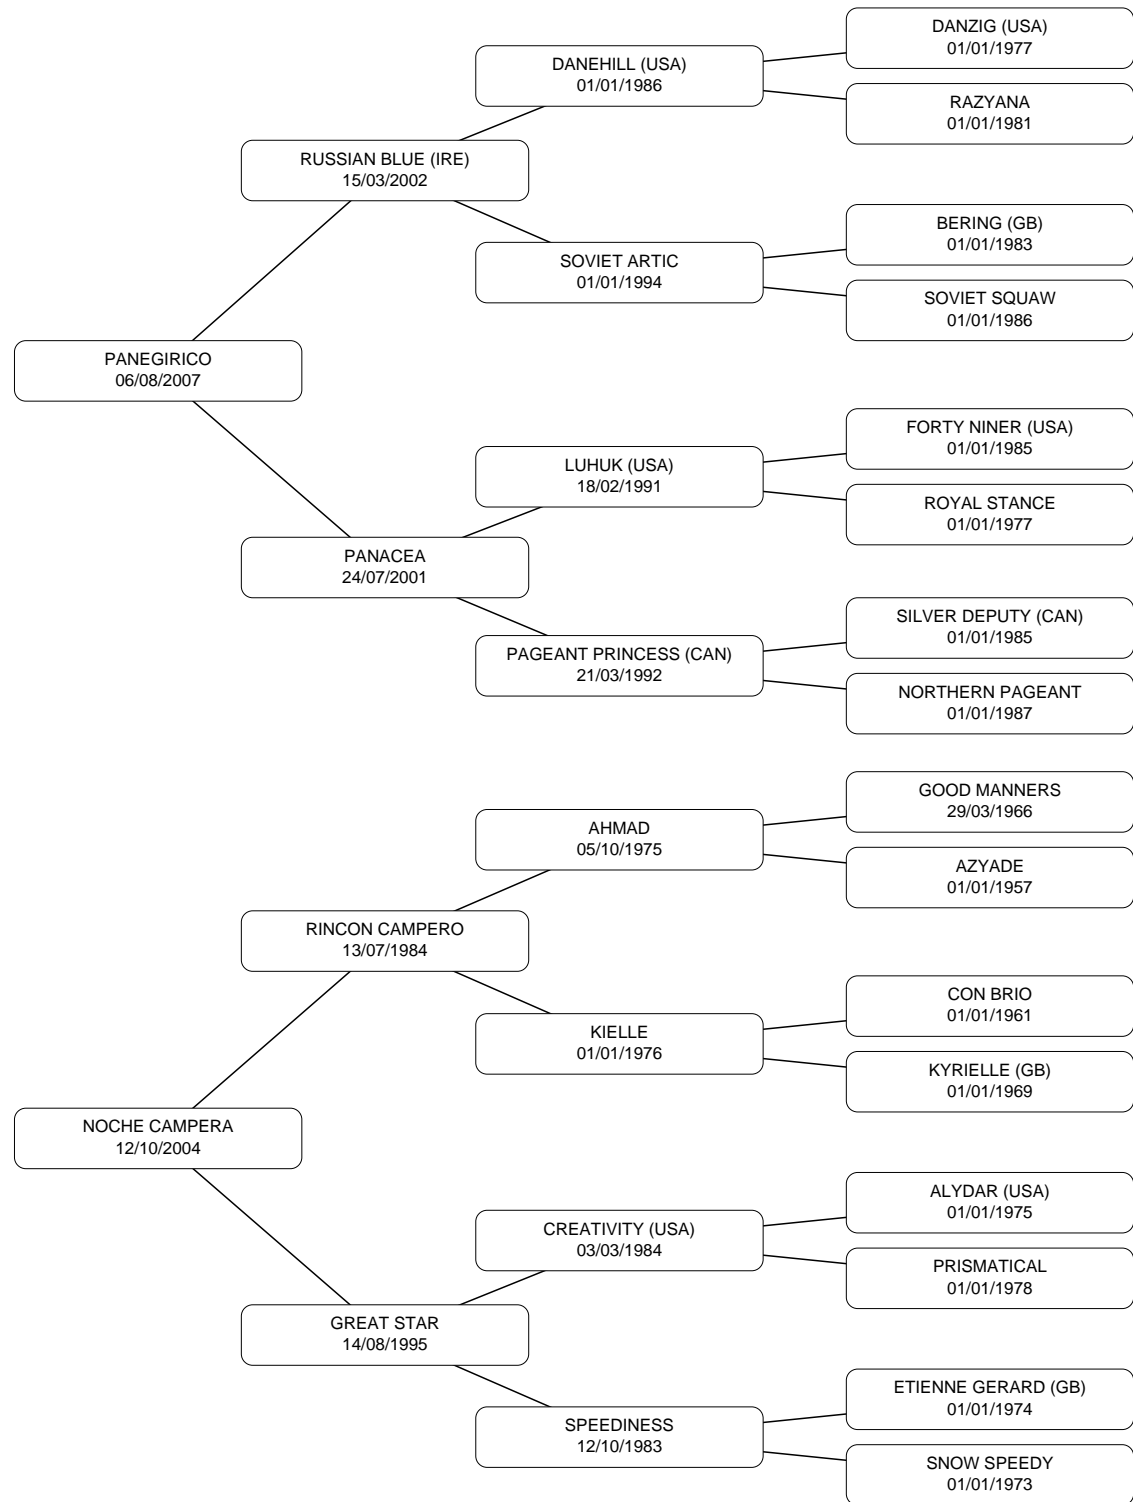 DANZIG (USA)
01/01/1977
DANEHILL (USA)
01/01/1986
RAZYANA
01/01/1981
RUSSIAN BLUE (IRE)
15/03/2002
BERING (GB)
01/01/1983
SOVIET ARTIC
01/01/1994
SOVIET SQUAW
01/01/1986
PANEGIRICO
06/08/2007
FORTY NINER (USA)
01/01/1985
LUHUK (USA)
18/02/1991
ROYAL STANCE
01/01/1977
PANACEA
24/07/2001
SILVER DEPUTY (CAN)
01/01/1985
PAGEANT PRINCESS (CAN)
21/03/1992
NORTHERN PAGEANT
01/01/1987
GOOD MANNERS
29/03/1966
AHMAD
05/10/1975
AZYADE
01/01/1957
RINCON CAMPERO
13/07/1984
CON BRIO
01/01/1961
KIELLE
01/01/1976
KYRIELLE (GB)
01/01/1969
NOCHE CAMPERA
12/10/2004
ALYDAR (USA)
01/01/1975
CREATIVITY (USA)
03/03/1984
PRISMATICAL
01/01/1978
GREAT STAR
14/08/1995
ETIENNE GERARD (GB)
01/01/1974
SPEEDINESS
12/10/1983
SNOW SPEEDY
01/01/1973